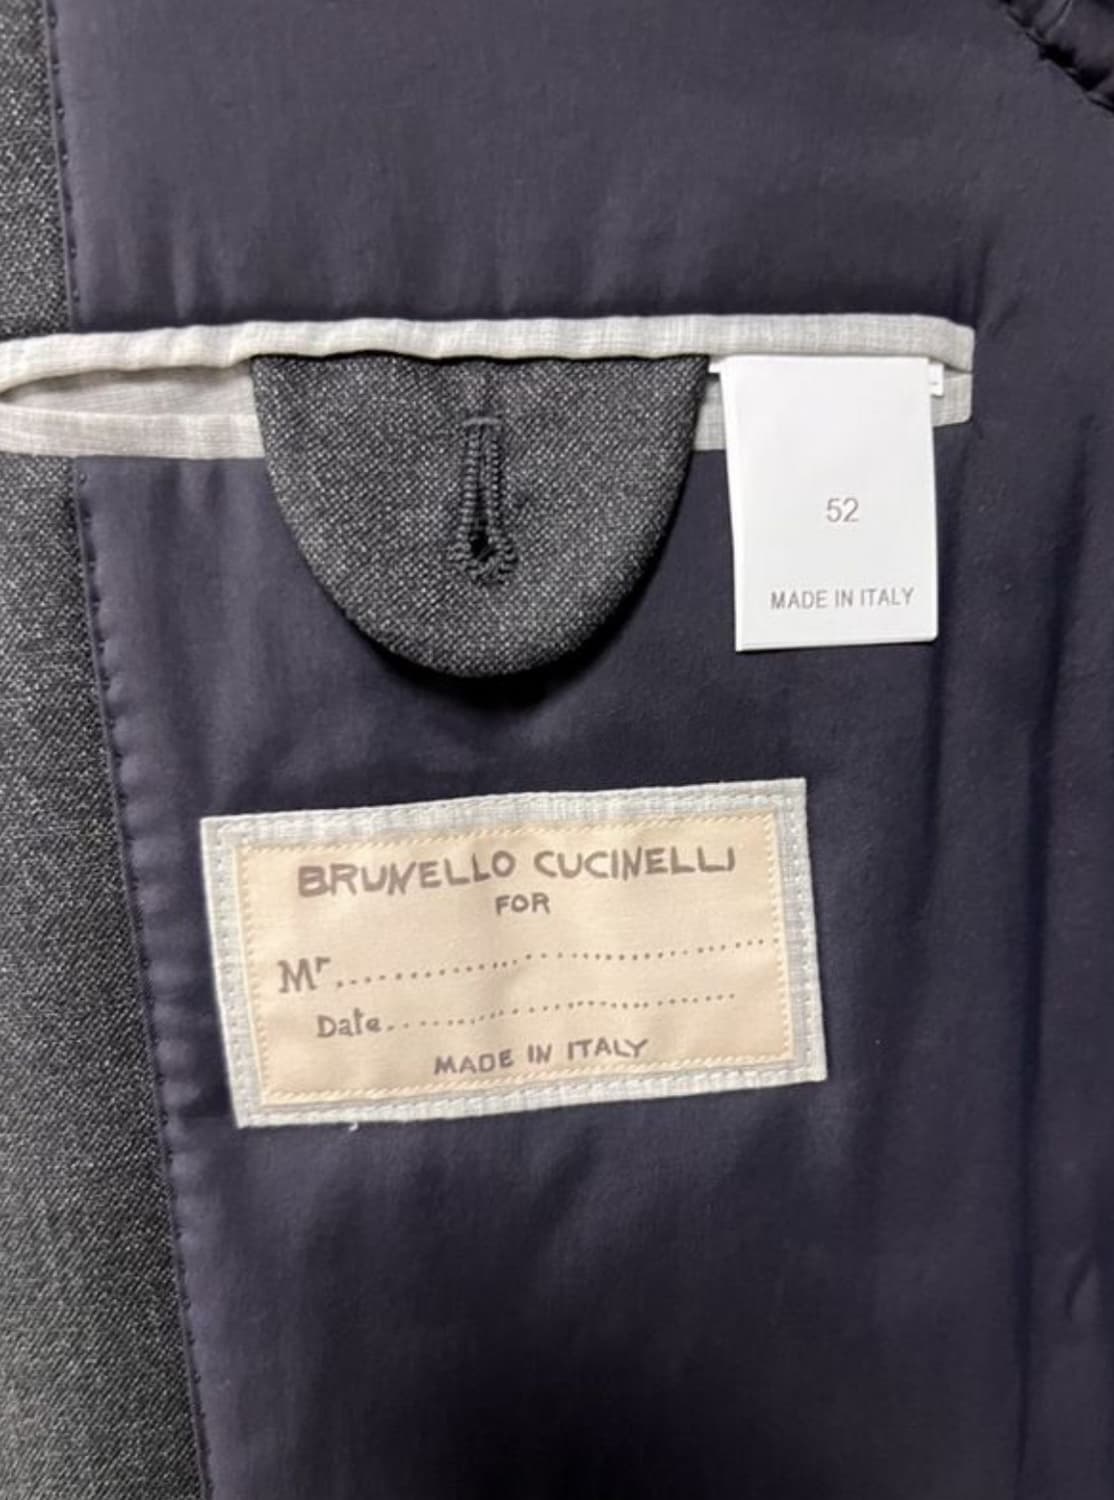 52
MADE IN ITALY
BRUNELLO CUCINELLI
FOR
Mr........................................
Date..............................
MADE IN ITALY